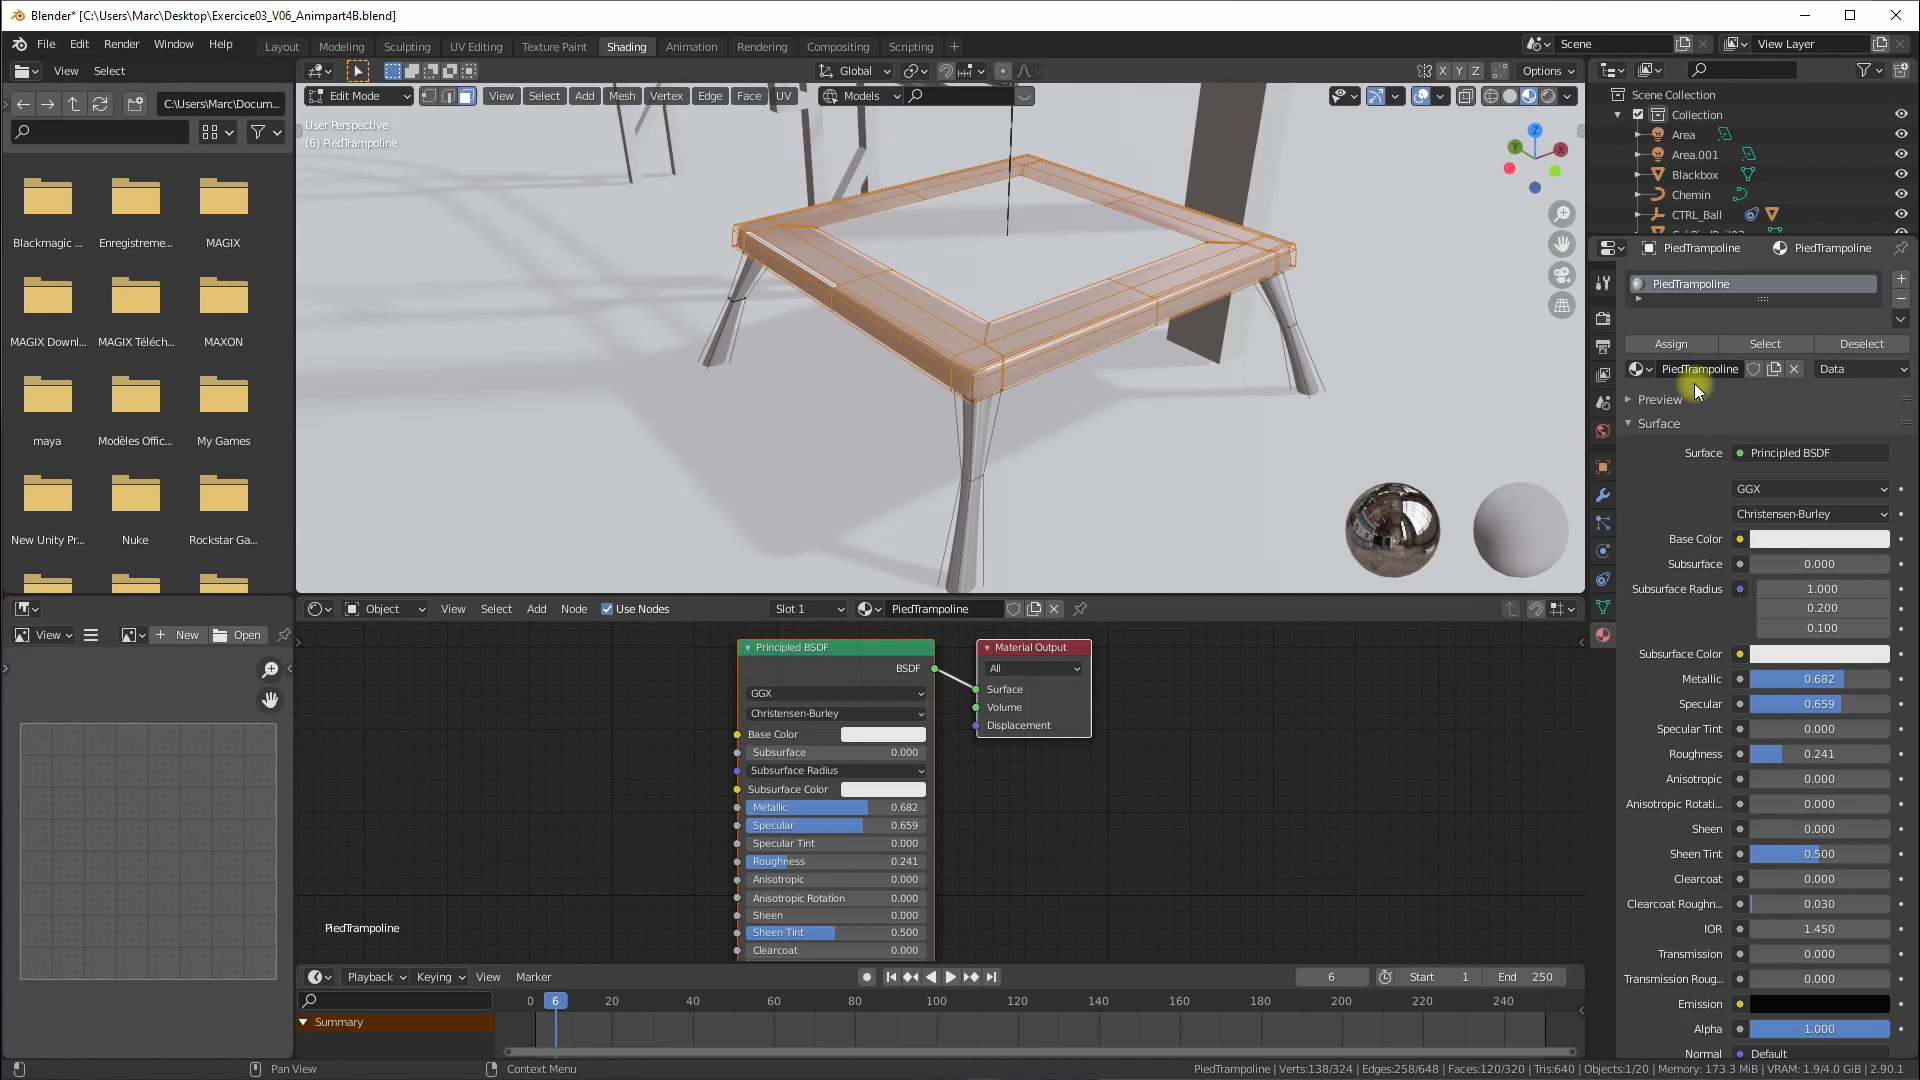 Blender* [C:\Users\Marc\Desktop\Exercice03_V06_Animpart4B.blend]
File Edit Render Window Help Layout Modeling Sculpting UV Editing Texture Paint Shading Animation Rendering Compositing Scripting + Scene View Layer
View Select Global X Y Z Options
C:\Users\Marc\Docum... Edit Mode View Select Add Mesh Vertex Edge Face UV Models
Scene Collection
Collection
Area
Area.001
Blackbox
Chemin
CTRL_Ball
User Perspective
(6) PiedTrampoline
Z
Y
X
Blackmagic ... Enregistreme... MAGIX
MAGIX Downl... MAGIX Téléch... MAXON
maya Modèles Offic... My Games
New Unity Pr... Nuke Rockstar Ga...
PiedTrampoline PiedTrampoline
PiedTrampoline
Assign Select Deselect
PiedTrampoline Data
Preview
Surface
Surface Principled BSDF
GGX
Christensen-Burley
Base Color
Subsurface 0.000
Subsurface Radius 1.000
0.200
0.100
Subsurface Color
Metallic 0.682
Specular 0.659
Specular Tint 0.000
Roughness 0.241
Anisotropic 0.000
Anisotropic Rotati... 0.000
Sheen 0.000
Sheen Tint 0.500
Clearcoat 0.000
Clearcoat Roughn... 0.030
IOR 1.450
Transmission 0.000
Transmission Roug... 0.000
Emission
Alpha 1.000
Normal Default
View New Open
Object View Select Add Node Use Nodes Slot 1 PiedTrampoline
Principled BSDF
BSDF
GGX
Christensen-Burley
Base Color
Subsurface 0.000
Subsurface Radius
Subsurface Color
Metallic 0.682
Specular 0.659
Specular Tint 0.000
Roughness 0.241
Anisotropic 0.000
Anisotropic Rotation 0.000
Sheen 0.000
Sheen Tint 0.500
Clearcoat 0.000
Material Output
All
Surface
Volume
Displacement
PiedTrampoline
Playback Keying View Marker 6 Start 1 End 250
0 6 20 40 60 80 100 120 140 160 180 200 220 240
Summary
Pan View Context Menu PiedTrampoline | Verts:138/324 | Edges:258/648 | Faces:120/320 | Tris:640 | Objects:1/20 | Memory: 173.3 MiB | VRAM: 1.9/4.0 GiB | 2.90.1